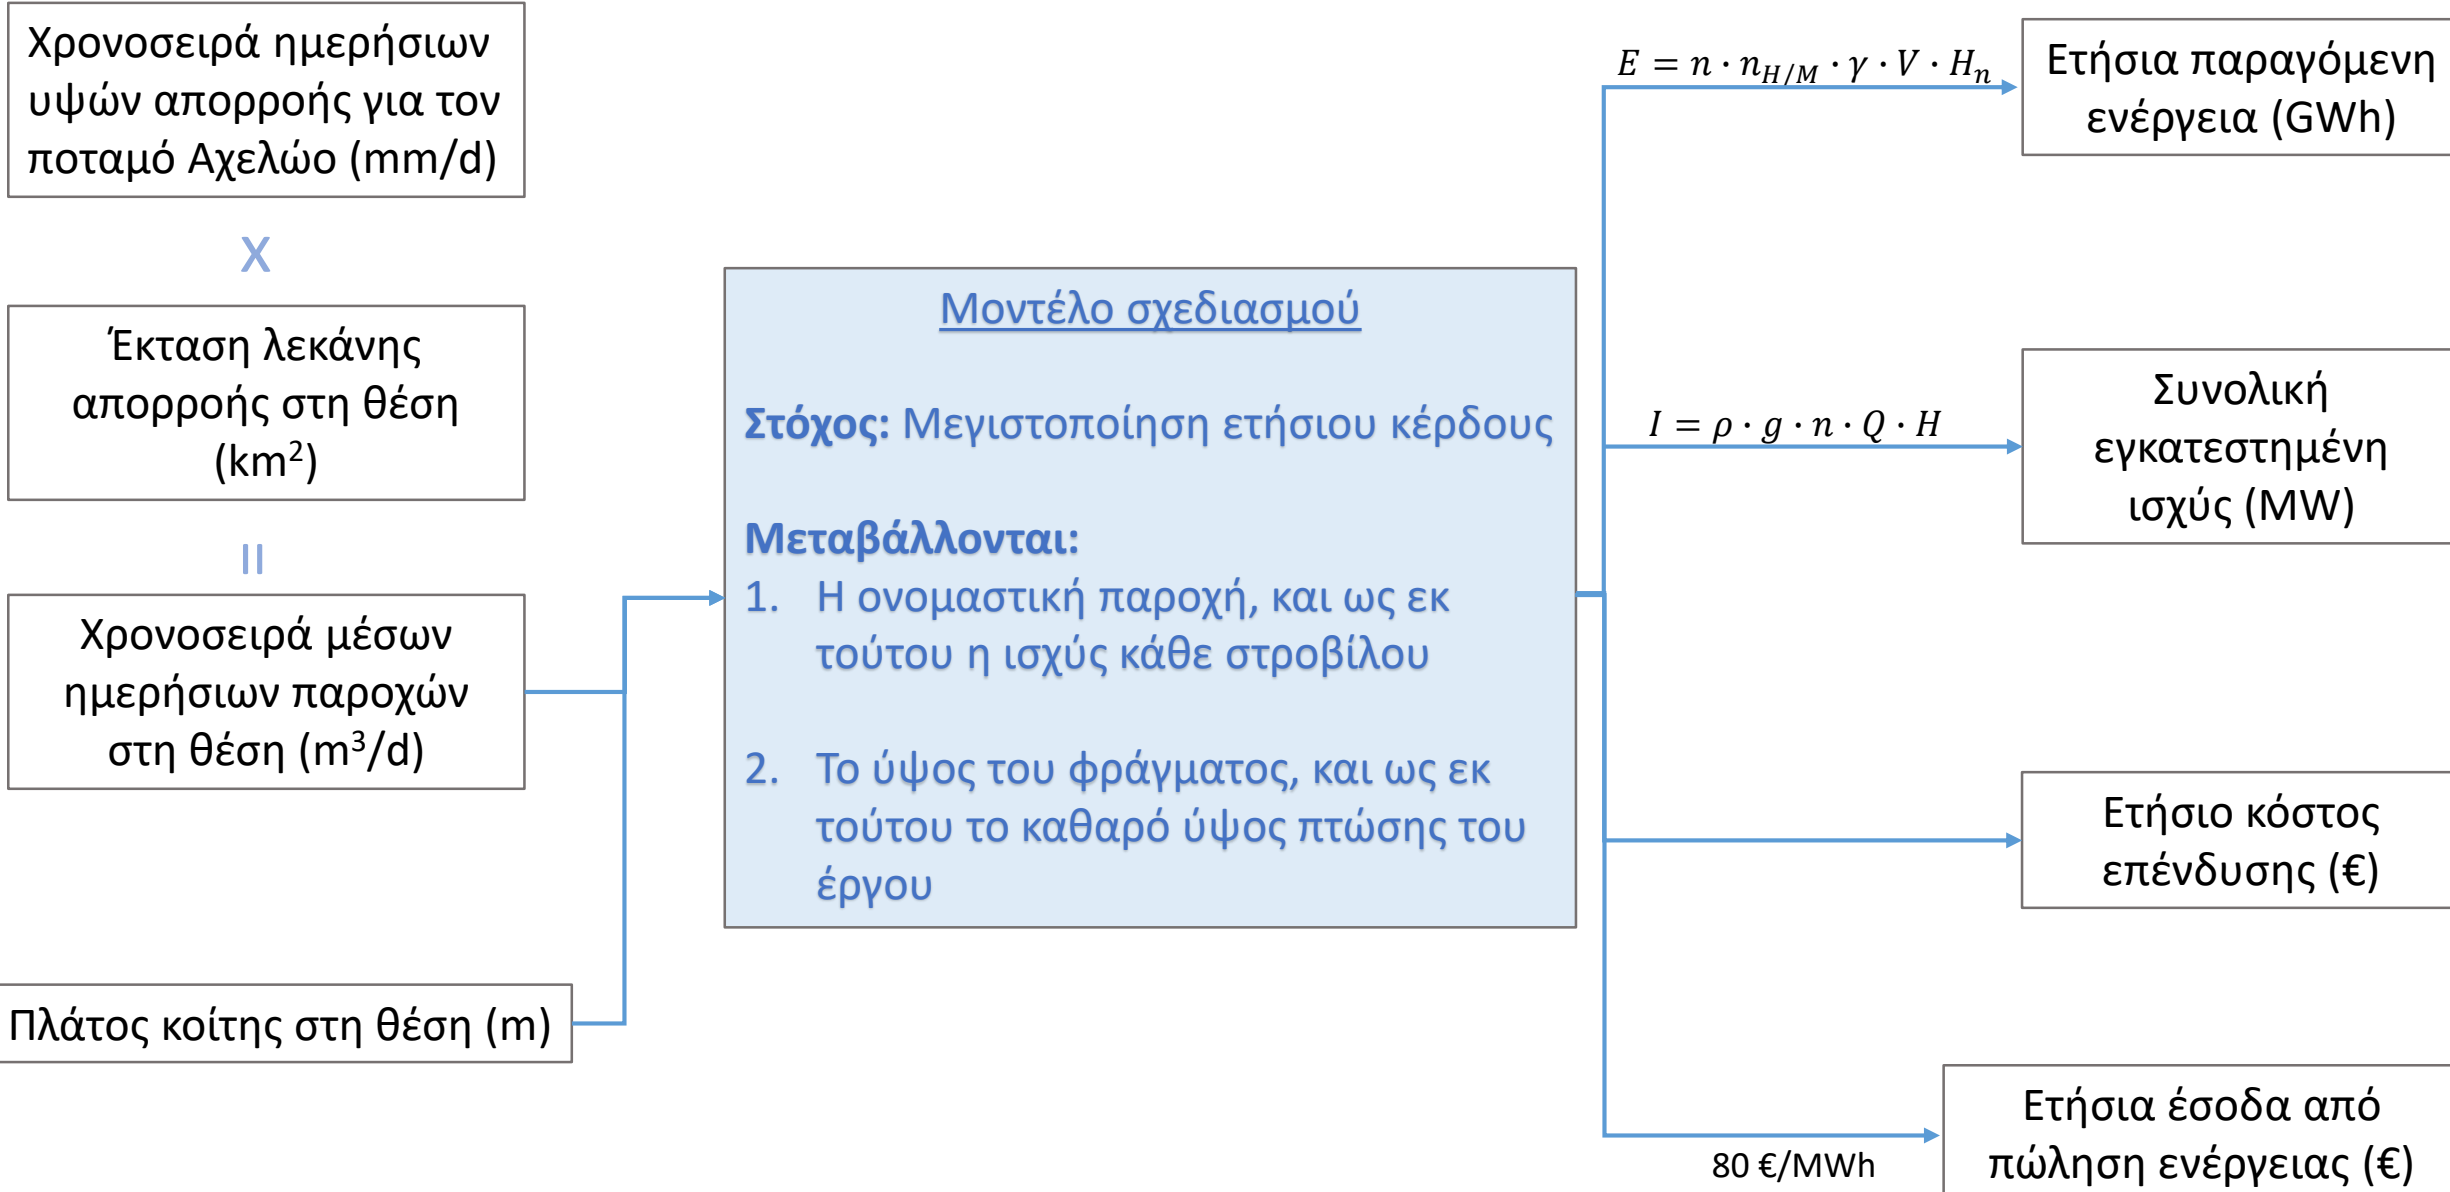 Χρονοσειρά ημερήσιων
υψών απορροής για τον
ποταμό Αχελώο (mm/d)
X
Έκταση λεκάνης
απορροής στη θέση
(km²)
=
Χρονοσειρά μέσων
ημερήσιων παροχών
στη θέση (m³/d)
Πλάτος κοίτης στη θέση (m)
Μοντέλο σχεδιασμού
Στόχος: Μεγιστοποίηση ετήσιου κέρδους
Μεταβάλλονται:
1. Η ονομαστική παροχή, και ως εκ
τούτου η ισχύς κάθε στροβίλου
2. Το ύψος του φράγματος, και ως εκ
τούτου το καθαρό ύψος πτώσης του
έργου
E = n · n_{H/M} · γ · V · H_n
Ετήσια παραγόμενη
ενέργεια (GWh)
I = ρ · g · n · Q · H
Συνολική
εγκατεστημένη
ισχύς (MW)
Ετήσιο κόστος
επένδυσης (€)
80 €/MWh
Ετήσια έσοδα από
πώληση ενέργειας (€)